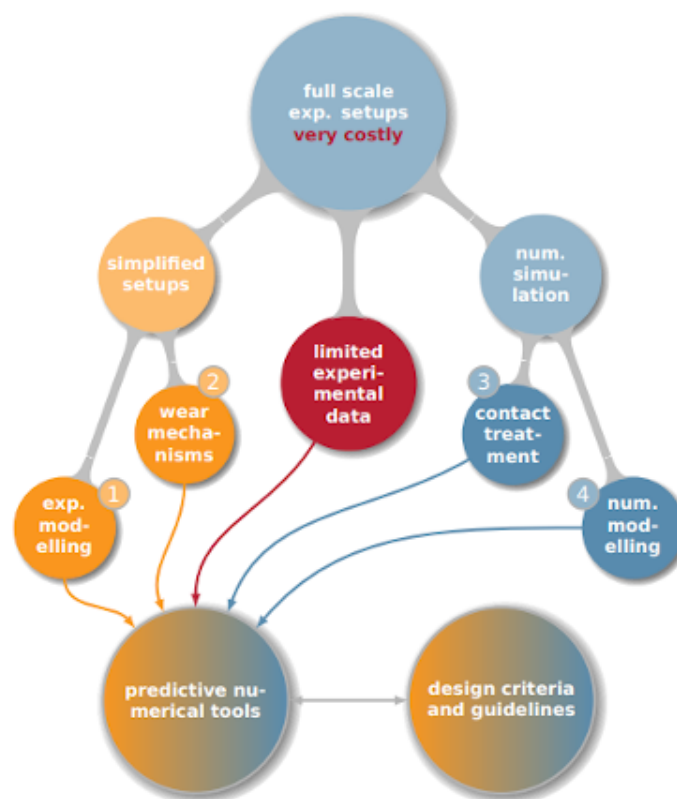 full scale
exp. setups
very costly
simplified
setups
num.
simu-
lation
limited
experi-
mental
data
2
wear
mecha-
nisms
3
contact
treat-
ment
1
exp.
mod-
elling
4
num.
mod-
elling
predictive nu-
merical tools
design criteria
and guidelines